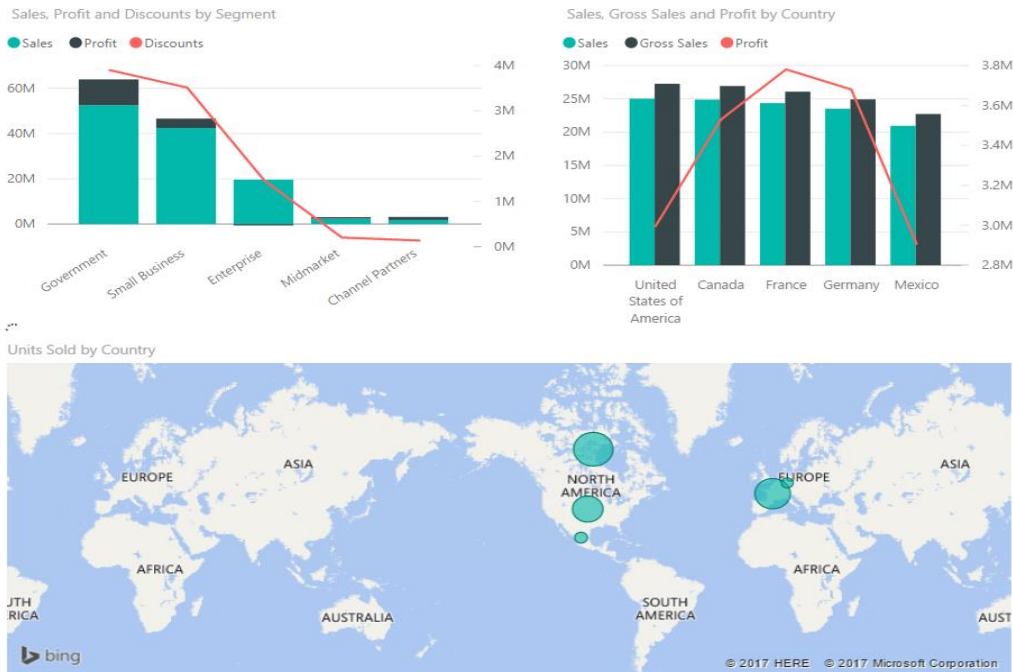 Sales, Profit and Discounts by Segment
Sales Profit Discounts
60M
40M
20M
0M
4M
3M
2M
1M
0M
Government
Small Business
Enterprise
Midmarket
Channel Partners
Sales, Gross Sales and Profit by Country
Sales Gross Sales Profit
30M
25M
20M
15M
10M
5M
0M
3.8M
3.6M
3.4M
3.2M
3.0M
2.8M
United
States of
America
Canada
France
Germany
Mexico
Units Sold by Country
EUROPE
ASIA
NORTH
AMERICA
EUROPE
ASIA
AFRICA
AFRICA
UTH
RICA
AUSTRALIA
SOUTH
AMERICA
AUST
bing
© 2017 HERE © 2017 Microsoft Corporation